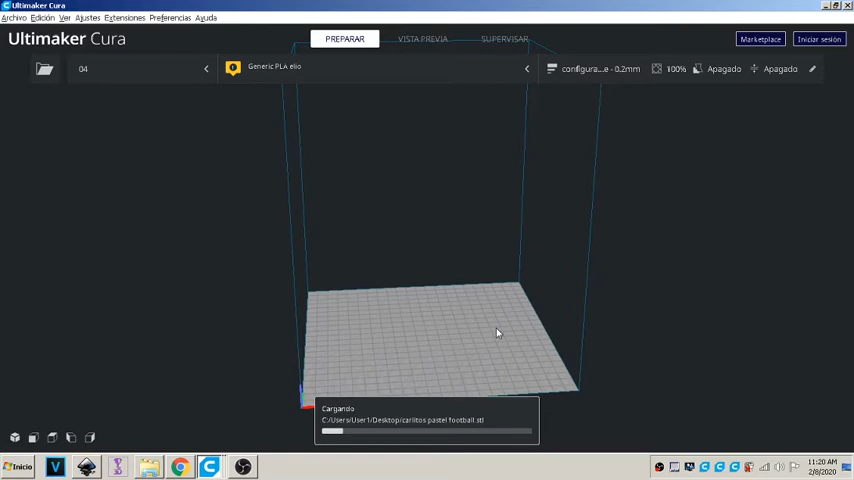 Ultimaker Cura
Archivo Edición Ver Ajustes Extensiones Preferencias Ayuda
Ultimaker Cura
PREPARAR
VISTA PREVIA
SUPERVISAR
Marketplace
Iniciar sesión
04
Generic PLA elio
configura...e - 0.2mm
100%
Apagado
Apagado
Cargando
C:/Users/User1/Desktop/carlitos pastel football.stl
Inicio
11:20 AM
2/8/2020